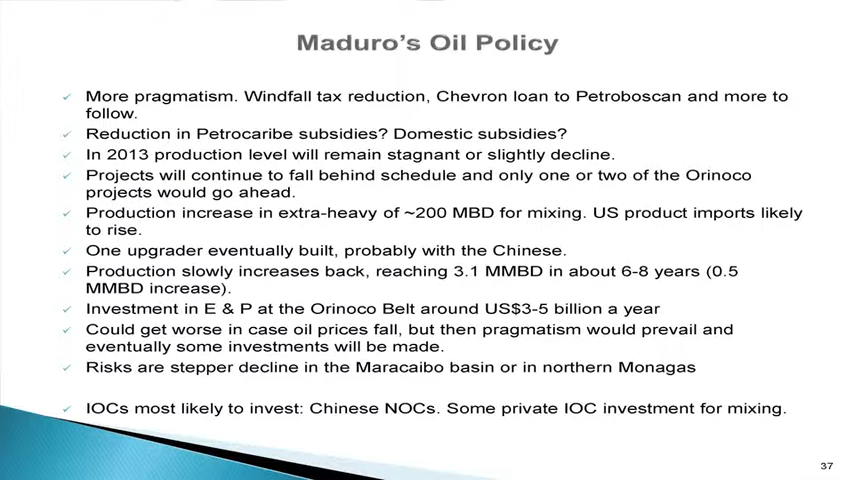 Maduro's Oil Policy
More pragmatism. Windfall tax reduction, Chevron loan to Petroboscan and more to
follow.
Reduction in Petrocaribe subsidies? Domestic subsidies?
In 2013 production level will remain stagnant or slightly decline.
Projects will continue to fall behind schedule and only one or two of the Orinoco
projects would go ahead.
Production increase in extra-heavy of ~200 MBD for mixing. US product imports likely
to rise.
One upgrader eventually built, probably with the Chinese.
Production slowly increases back, reaching 3.1 MMBD in about 6-8 years (0.5
MMBD increase).
Investment in E & P at the Orinoco Belt around US$3-5 billion a year
Could get worse in case oil prices fall, but then pragmatism would prevail and
eventually some investments will be made.
Risks are stepper decline in the Maracaibo basin or in northern Monagas
IOCs most likely to invest: Chinese NOCs. Some private IOC investment for mixing.
37